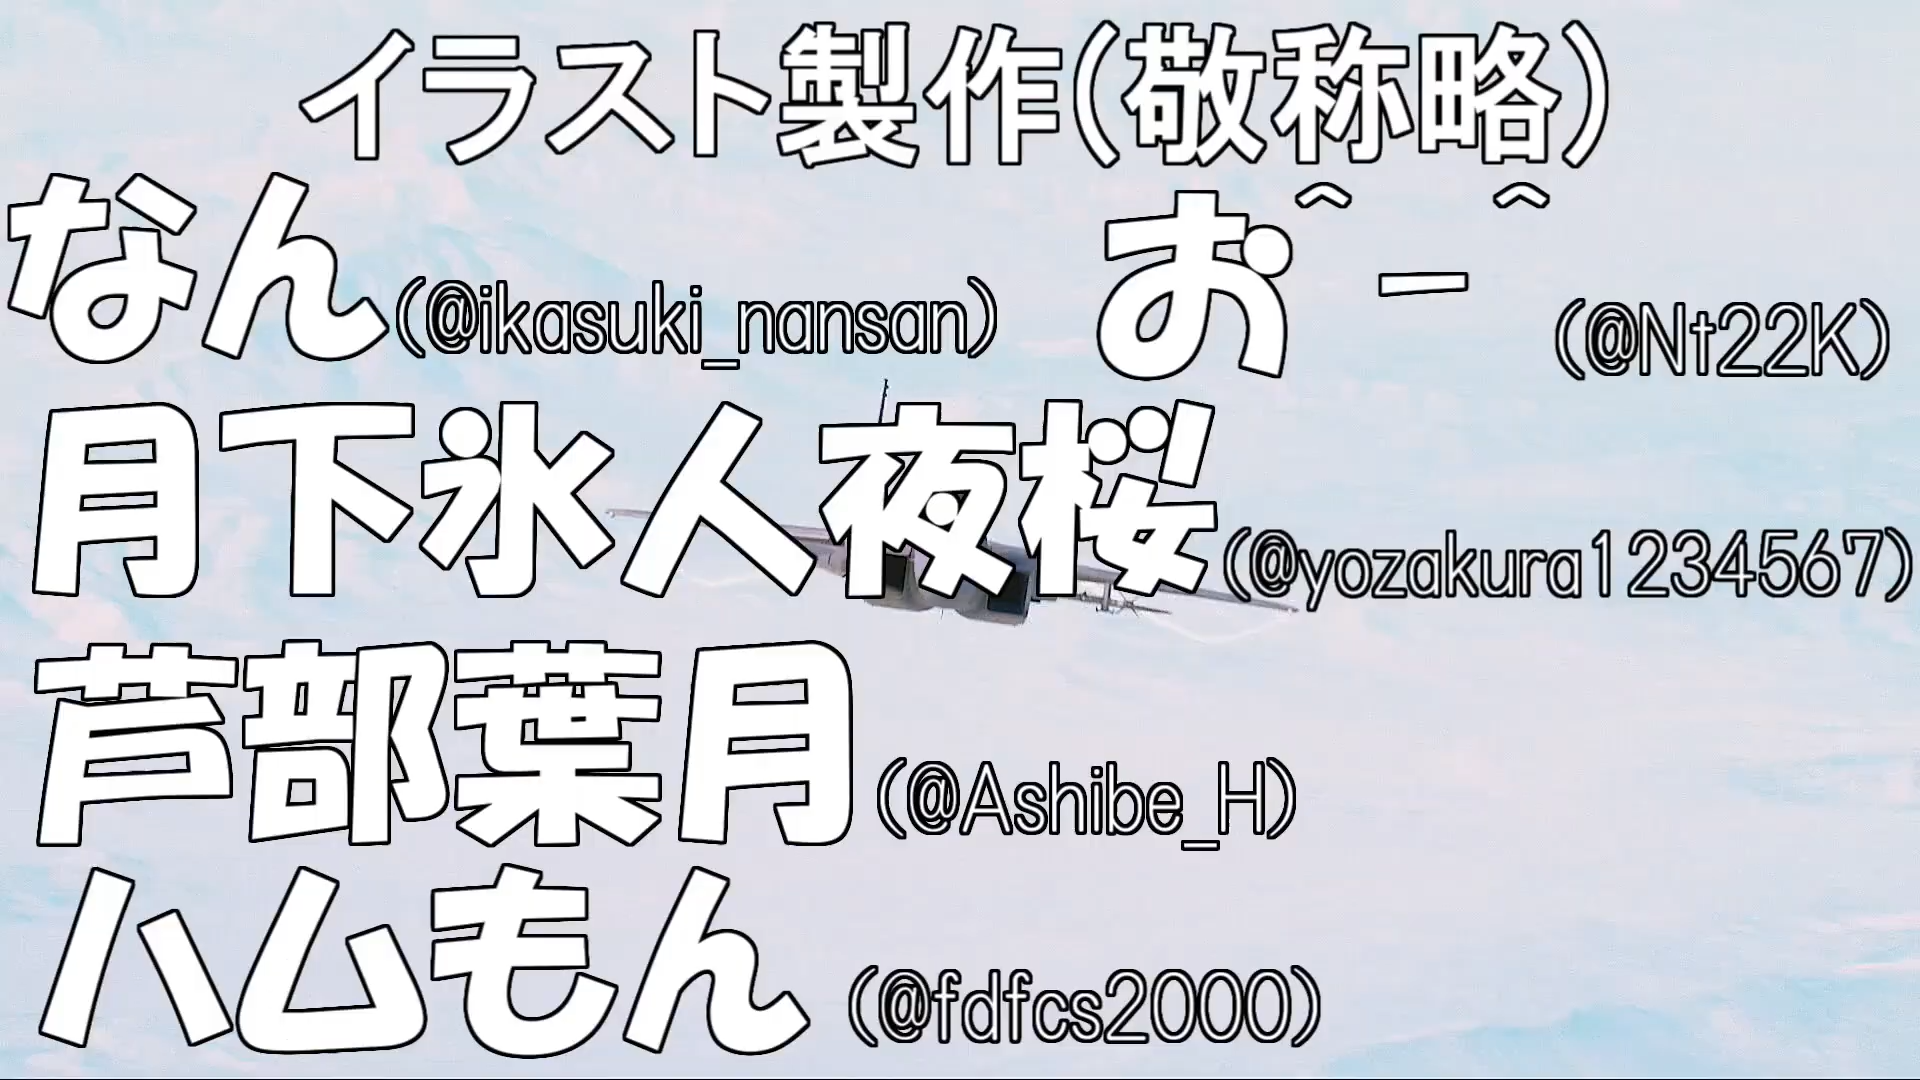 イラスト製作(敬称略)
なん(@ikasuki_nansan) お^-^(@Nt22K)
月下氷人夜桜(@yozakura1234567)
芦部葉月(@Ashibe_H)
ハムもん(@fdfcs2000)